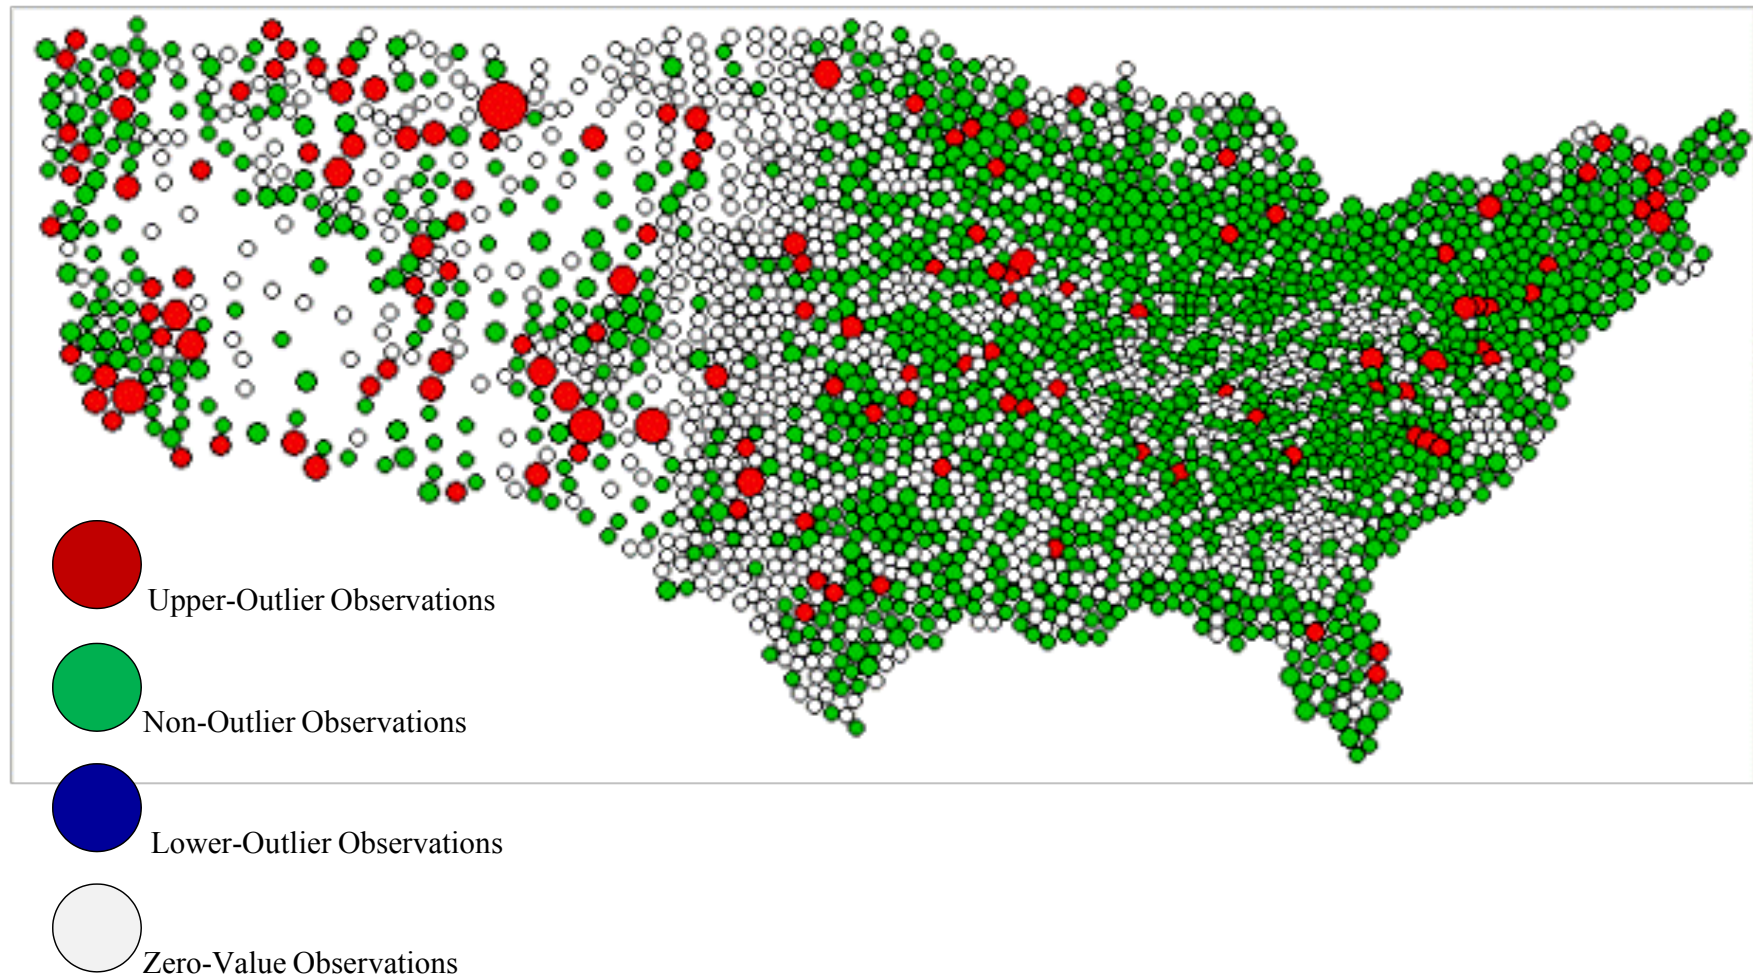 Upper-Outlier Observations
Non-Outlier Observations
Lower-Outlier Observations
Zero-Value Observations